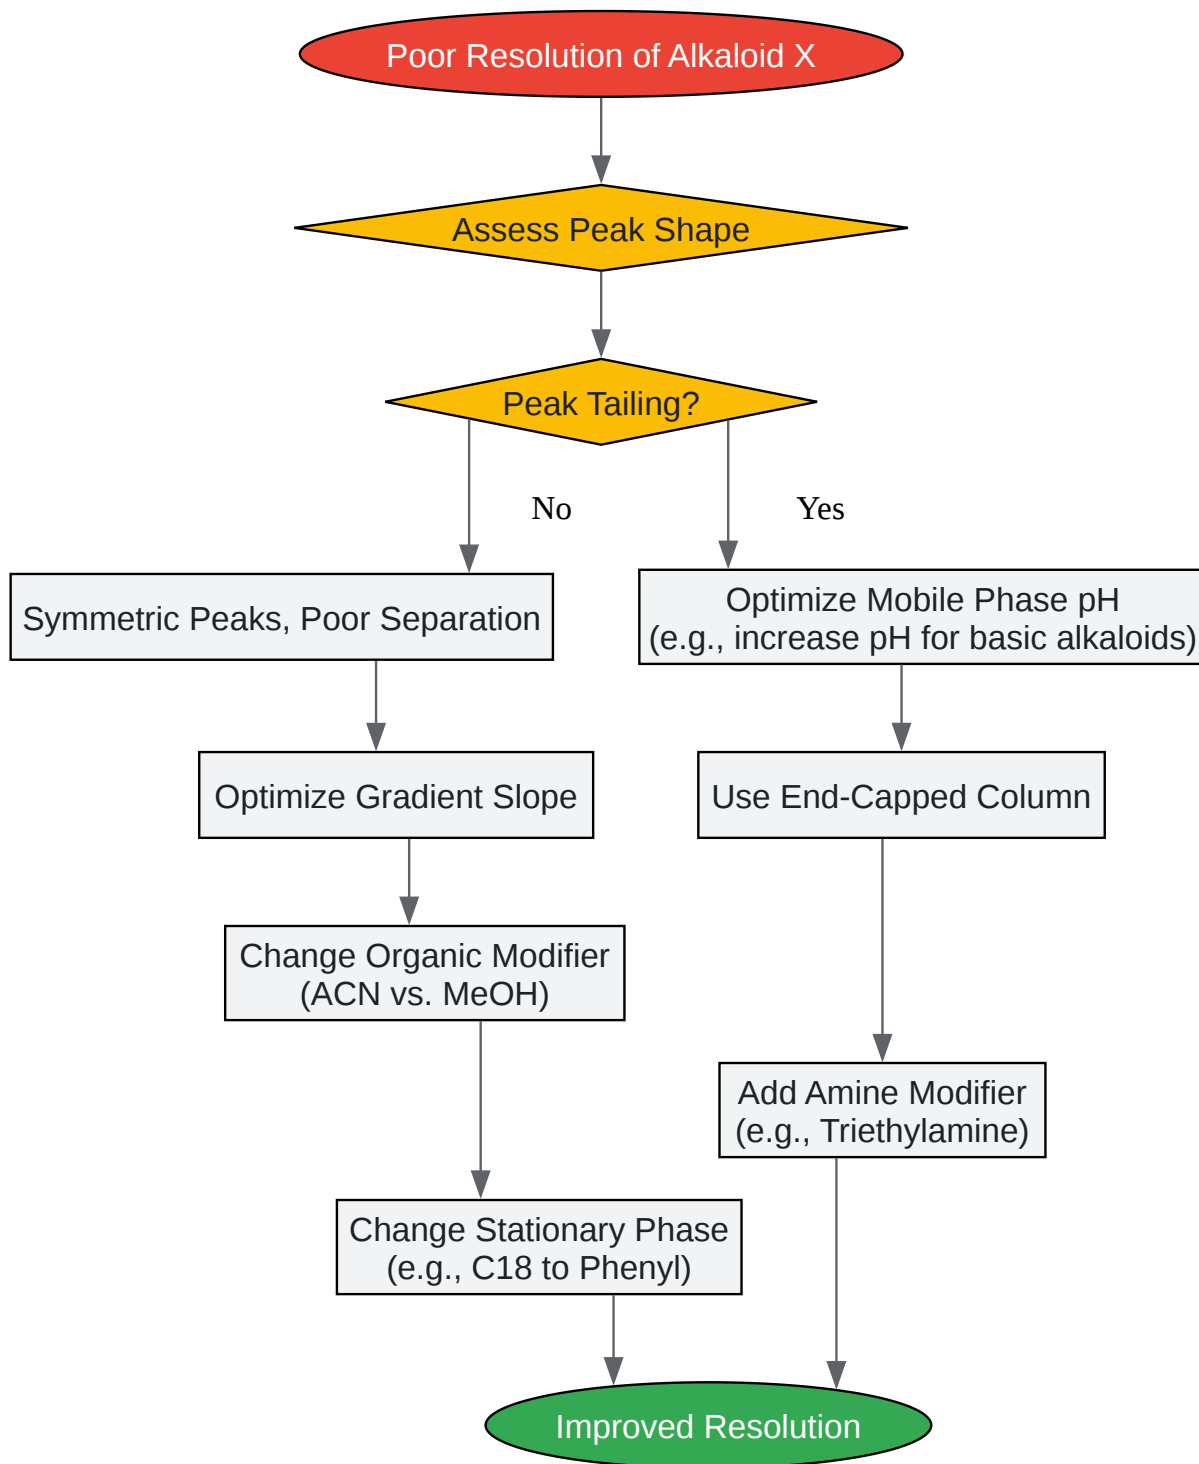 Poor Resolution of Alkaloid X
Assess Peak Shape
Peak Tailing?
No
Yes
Symmetric Peaks, Poor Separation
Optimize Mobile Phase pH
(e.g., increase pH for basic alkaloids)
Optimize Gradient Slope
Use End-Capped Column
Change Organic Modifier
(ACN vs. MeOH)
Add Amine Modifier
(e.g., Triethylamine)
Change Stationary Phase
(e.g., C18 to Phenyl)
Improved Resolution